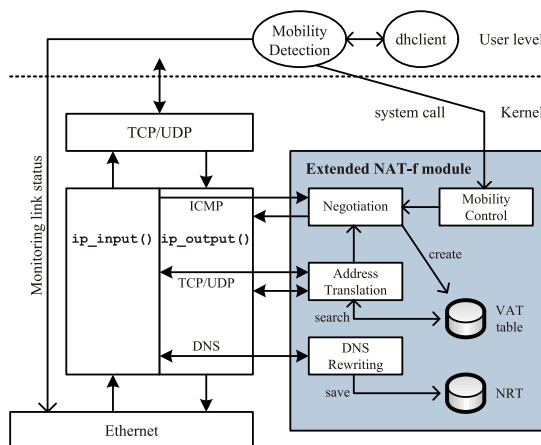 Mobility
Detection
dhclient
User level
system call
Kernel
TCP/UDP
Monitoring link status
Extended NAT-f module
ICMP
Negotiation
Mobility
Control
ip_input()
ip_output()
create
TCP/UDP
Address
Translation
search
VAT
table
DNS
DNS
Rewriting
save
NRT
Ethernet